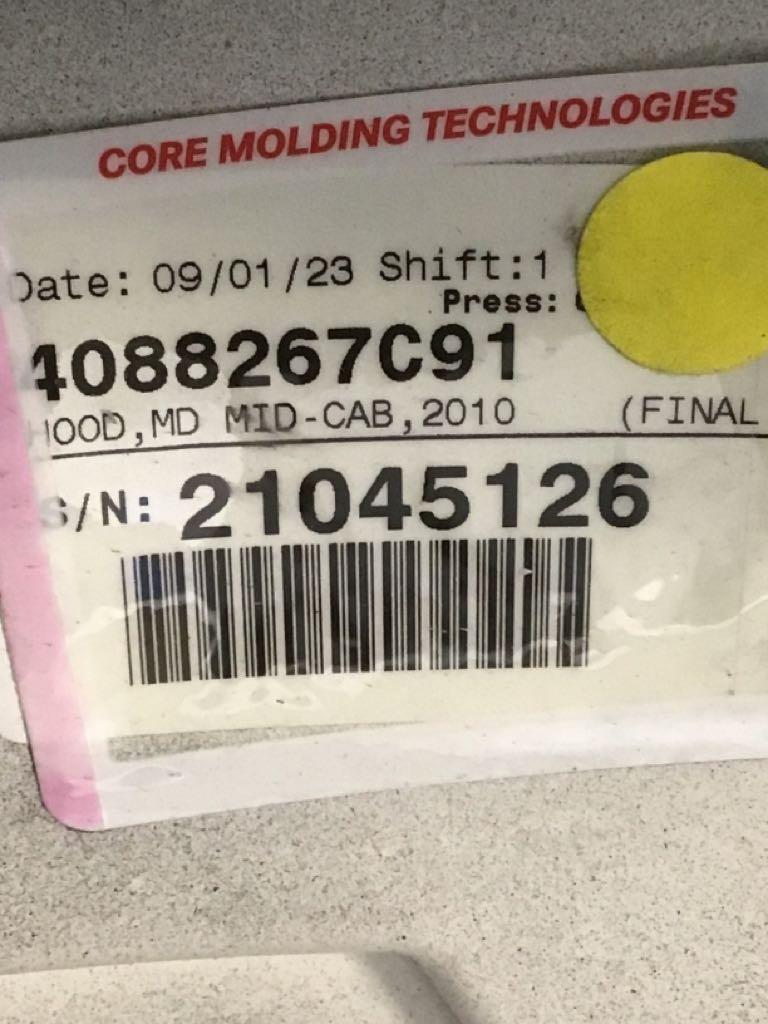 CORE MOLDING TECHNOLOGIES
Date: 09/01/23 Shift:1
Press:
4088267C91
HOOD,MD MID-CAB,2010 (FINAL
S/N: 21045126